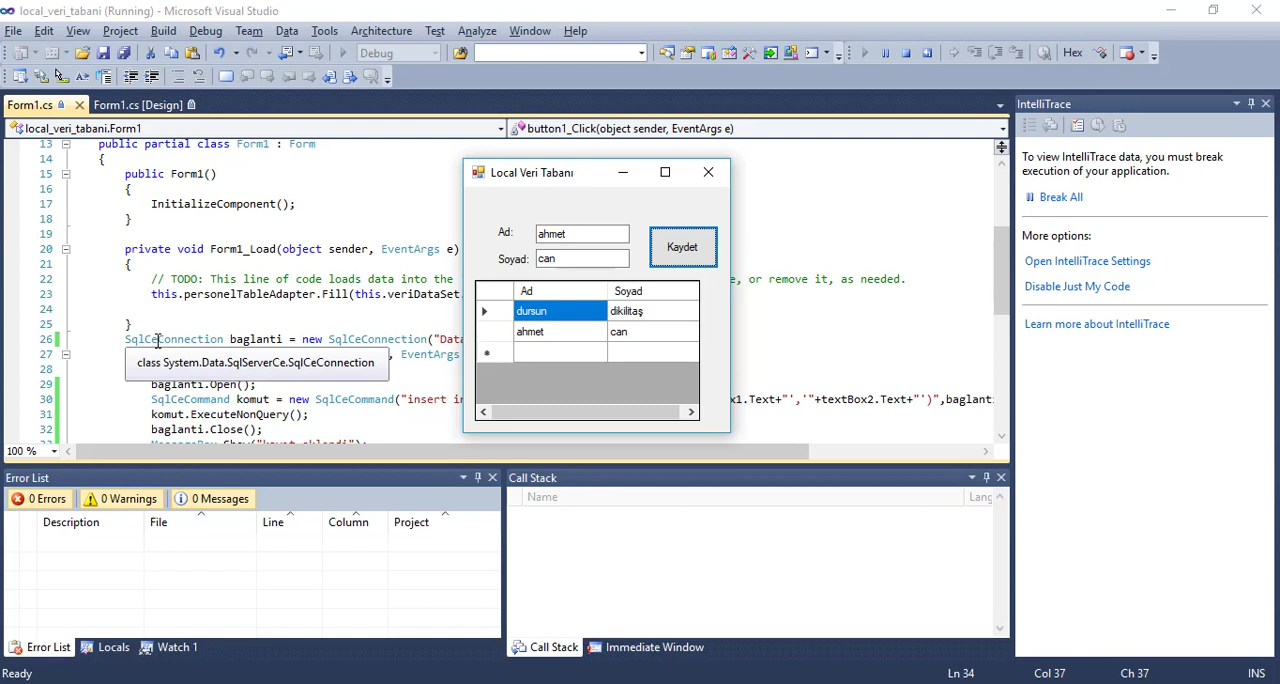 local_veri_tabani (Running) - Microsoft Visual Studio
File Edit View Project Build Debug Team Data Tools Architecture Test Analyze Window Help
Debug Hex
Form1.cs Form1.cs [Design]
local_veri_tabani.Form1 button1_Click(object sender, EventArgs e)
13 public partial class Form1 : Form
14 {
15 public Form1()
16 {
17 InitializeComponent();
18 }
19
20 private void Form1_Load(object sender, EventArgs e)
21 {
22 // TODO: This line of code loads data into the e, or remove it, as needed.
23 this.personelTableAdapter.Fill(this.veriDataSet.
24
25 }
26 SqlCeConnection baglanti = new SqlCeConnection("Data
27 , EventArgs
class System.Data.SqlServerCe.SqlCeConnection
28
29 baglanti.Open();
30 SqlCeCommand komut = new SqlCeCommand("insert in x1.Text+"','"+textBox2.Text+"')",baglanti
31 komut.ExecuteNonQuery();
32 baglanti.Close();
33 MessageBox.Show("kayıt eklendi");
100 %
Local Veri Tabanı
Ad: ahmet
Soyad: can
Kaydet
Ad Soyad
dursun dikilitaş
ahmet can
*
IntelliTrace
To view IntelliTrace data, you must break
execution of your application.
Break All
More options:
Open IntelliTrace Settings
Disable Just My Code
Learn more about IntelliTrace
Error List
0 Errors 0 Warnings 0 Messages
Description File Line Column Project
Error List Locals Watch 1
Call Stack
Name Lang
Call Stack Immediate Window
Ready Ln 34 Col 37 Ch 37 INS